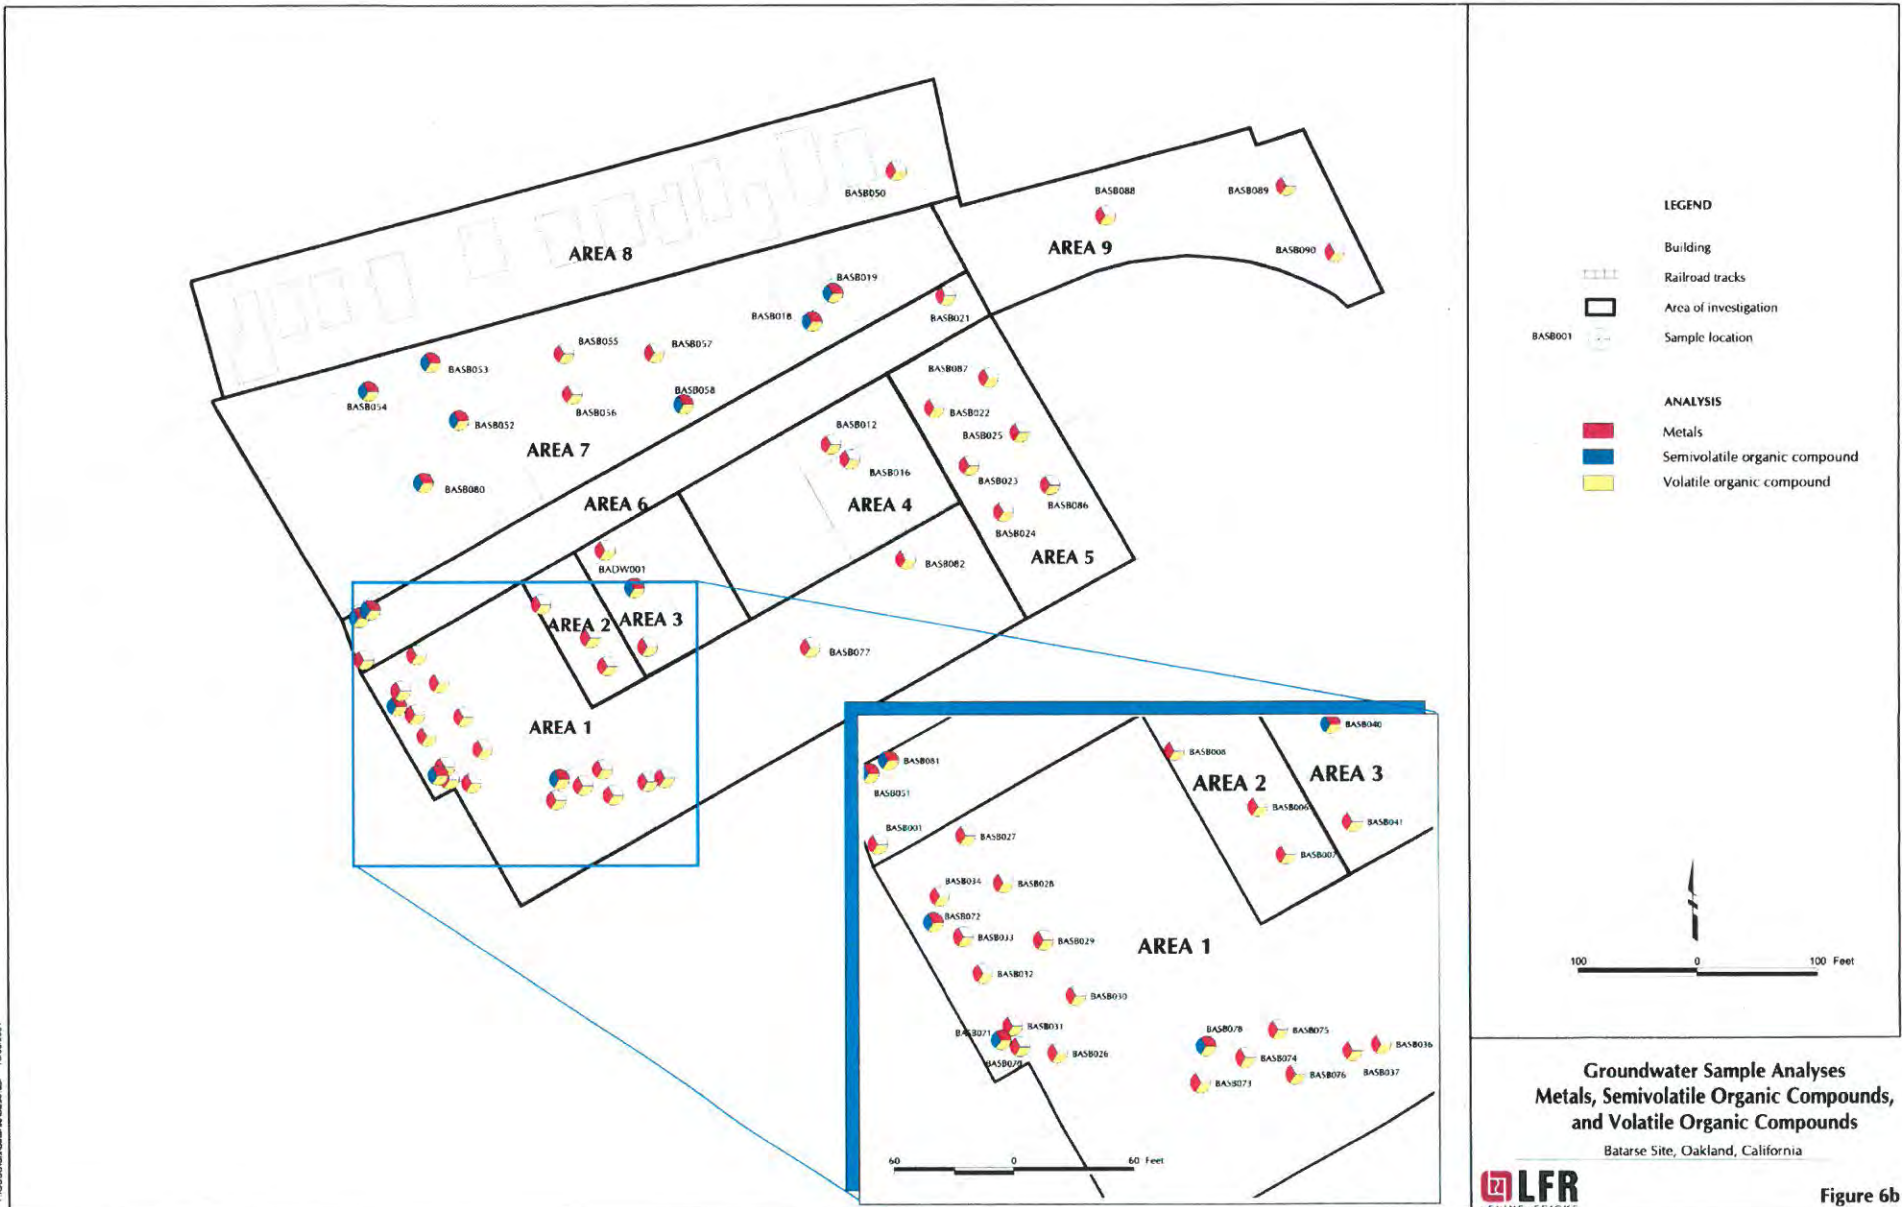 BASB050
BASB088
BASB089
AREA 8
AREA 9
BASB090
BASB019
BASB018
BASB021
BASB055
BASB057
BASB053
BASB087
BASB054
BASB058
BASB056
BASB022
BASB052
BASB012
BASB025
AREA 7
BASB016
BASB023
BASB080
AREA 6
AREA 4
BASB086
BASB024
AREA 5
BADW001
BASB082
AREA 2
AREA 3
BASB077
AREA 1
BASB040
BASB008
BASB081
AREA 2
AREA 3
BASB051
BASB006
BASB001
BASB041
BASB027
BASB007
BASB034
BASB028
BASB072
BASB033
BASB029
AREA 1
BASB032
BASB030
BASB071
BASB031
BASB078
BASB075
BASB036
BASB070
BASB026
BASB074
BASB037
BASB073
BASB076
60 0 60 Feet
LEGEND
Building
Railroad tracks
Area of investigation
BASB001 Sample location
ANALYSIS
Metals
Semivolatile organic compound
Volatile organic compound
100 0 100 Feet
Groundwater Sample Analyses
Metals, Semivolatile Organic Compounds,
and Volatile Organic Compounds
Batarse Site, Oakland, California
LFR
Figure 6b